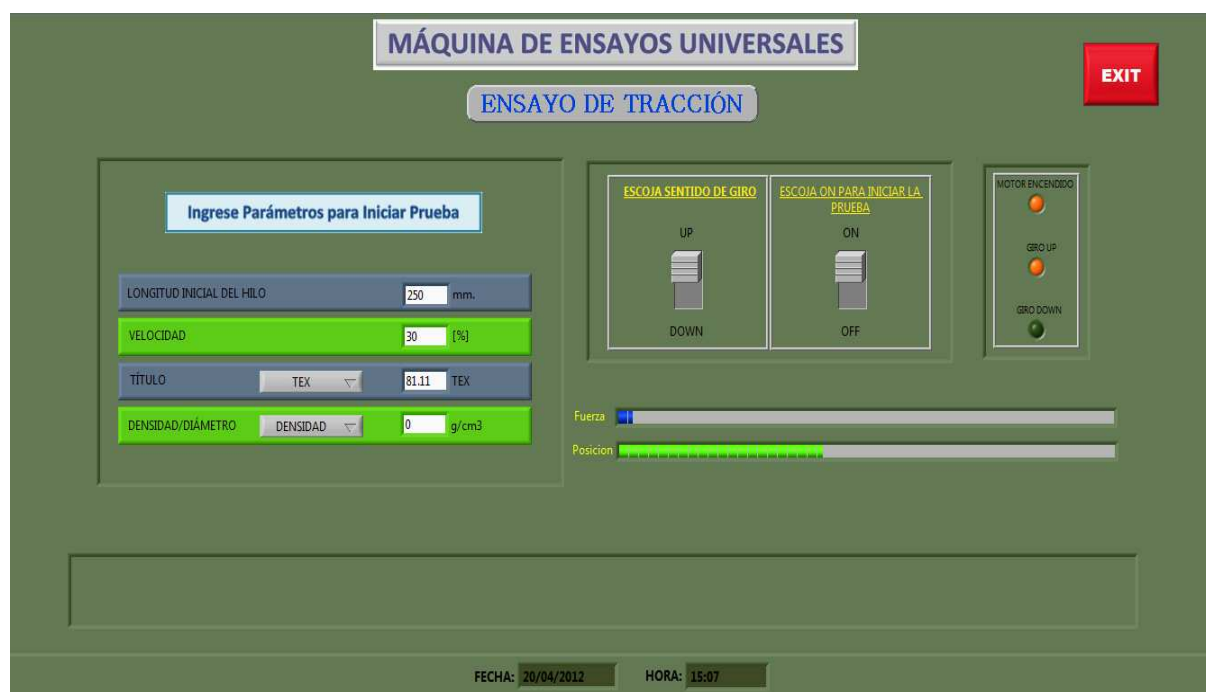 MÁQUINA DE ENSAYOS UNIVERSALES
EXIT
ENSAYO DE TRACCIÓN
Ingrese Parámetros para Iniciar Prueba
LONGITUD INICIAL DEL HILO 250 mm.
VELOCIDAD 30 [%]
TÍTULO TEX 81.11 TEX
DENSIDAD/DIÁMETRO DENSIDAD 0 g/cm3
ESCOJA SENTIDO DE GIRO
UP
DOWN
ESCOJA ON PARA INICIAR LA
PRUEBA
ON
OFF
MOTOR ENCENDIDO
GIRO UP
GIRO DOWN
Fuerza
Posicion
FECHA: 20/04/2012 HORA: 15:07